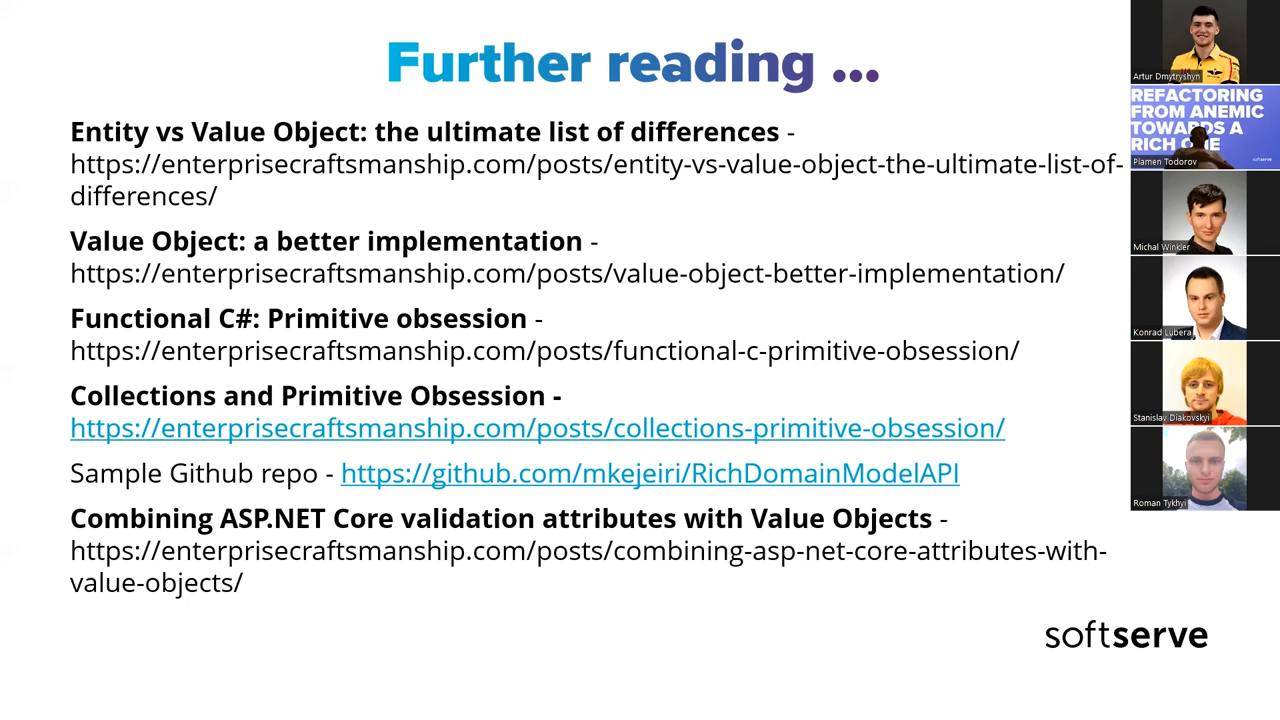 Further reading ...
Entity vs Value Object: the ultimate list of differences -
https://enterprisecraftsmanship.com/posts/entity-vs-value-object-the-ultimate-list-of-
differences/
Value Object: a better implementation -
https://enterprisecraftsmanship.com/posts/value-object-better-implementation/
Functional C#: Primitive obsession -
https://enterprisecraftsmanship.com/posts/functional-c-primitive-obsession/
Collections and Primitive Obsession -
https://enterprisecraftsmanship.com/posts/collections-primitive-obsession/
Sample Github repo - https://github.com/mkejeiri/RichDomainModelAPI
Combining ASP.NET Core validation attributes with Value Objects -
https://enterprisecraftsmanship.com/posts/combining-asp-net-core-attributes-with-
value-objects/
softserve
Artur Dmytryshyn
REFACTORING
FROM ANEMIC
TOWARDS A
RICH ONE
softserve
Plamen Todorov
Michal Winkler
Konrad Lubera
Stanislav Diakovskyi
Roman Tykhyi